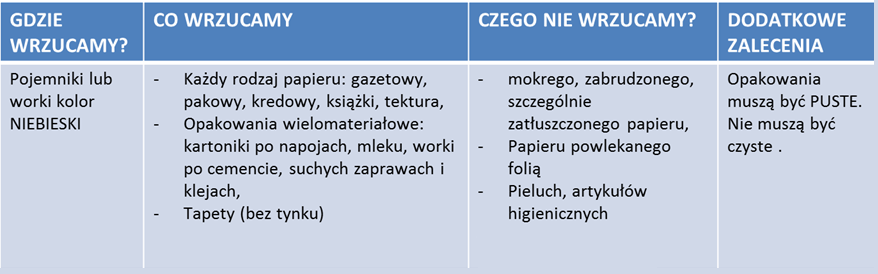 GDZIE
WRZUCAMY?
CO WRZUCAMY
CZEGO NIE WRZUCAMY?
DODATKOWE
ZALECENIA
Pojemniki lub
worki kolor
NIEBIESKI
- Każdy rodzaj papieru: gazetowy,
pakowy, kredowy, książki, tektura,
- Opakowania wielomateriałowe:
kartoniki po napojach, mleku, worki
po cemencie, suchych zaprawach i
klejach,
- Tapety (bez tynku)
- mokrego, zabrudzonego,
szczególnie
zatłuszczonego papieru,
- Papieru powlekanego
folią
- Pieluch, artykułów
higienicznych
Opakowania
muszą być PUSTE.
Nie muszą być
czyste .